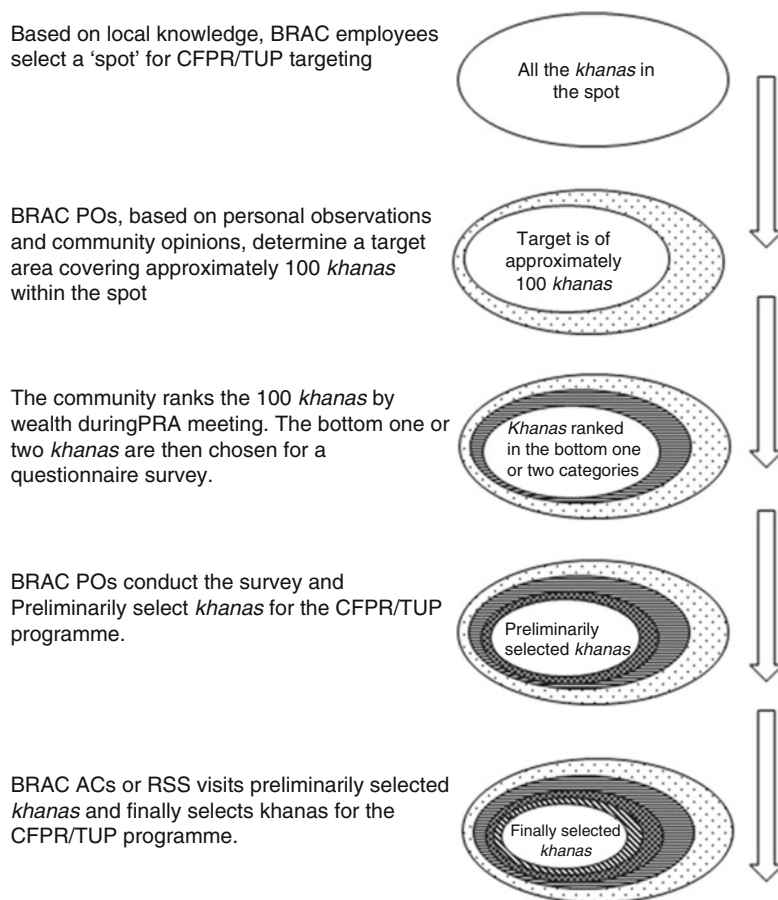 Based on local knowledge, BRAC employees
select a ‘spot’ for CFPR/TUP targeting
All the khanas in
the spot
BRAC POs, based on personal observations
and community opinions, determine a target
area covering approximately 100 khanas
within the spot
Target is of
approximately
100 khanas
The community ranks the 100 khanas by
wealth duringPRA meeting. The bottom one or
two khanas are then chosen for a
questionnaire survey.
Khanas ranked
in the bottom one
or two categories
BRAC POs conduct the survey and
Preliminarily select khanas for the CFPR/TUP
programme.
Preliminarily
selected khanas
BRAC ACs or RSS visits preliminarily selected
khanas and finally selects khanas for the
CFPR/TUP programme.
Finally selected
khanas